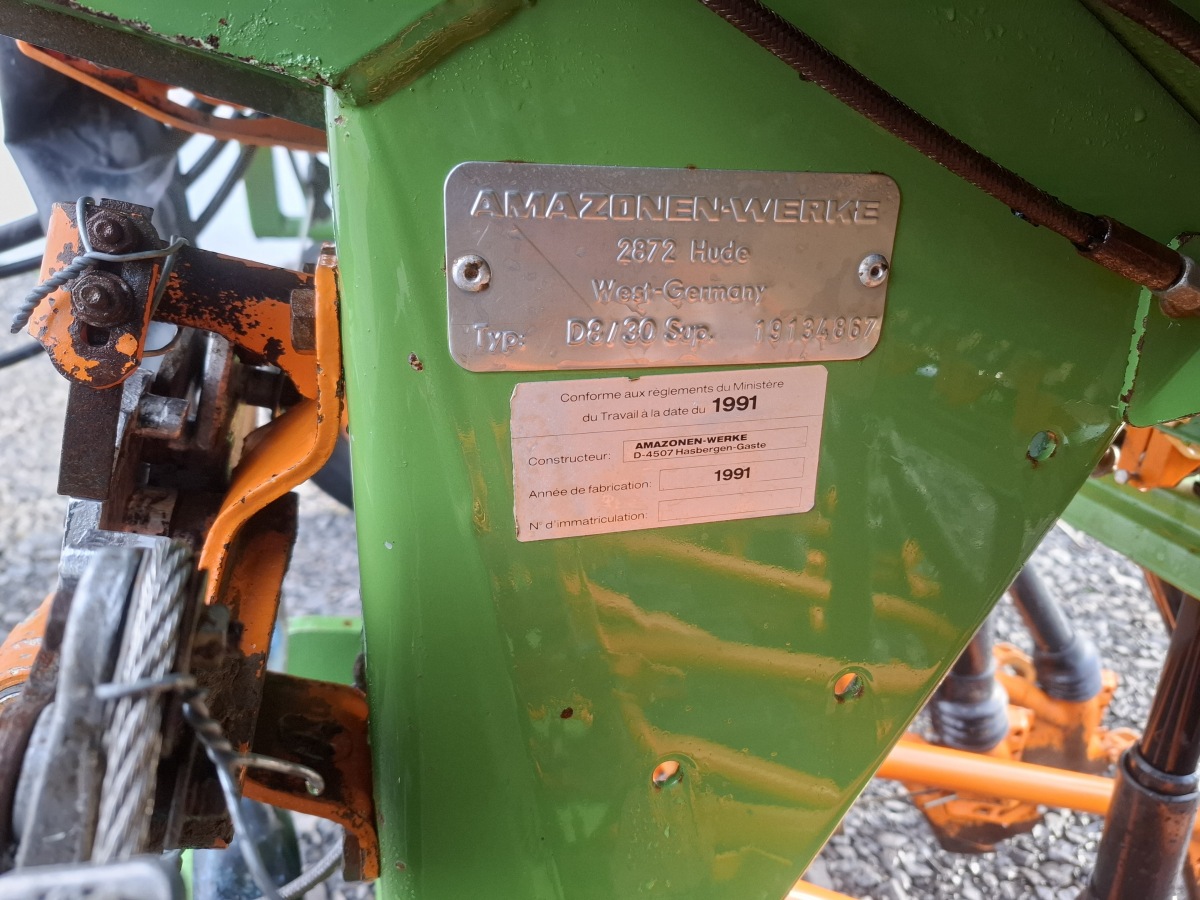 AMAZONEN-WERKE
2872 Hude
West-Germany
Typ: D8/30 Sup. 19134867
Conforme aux règlements du Ministère
du Travail à la date du 1991
Constructeur: AMAZONEN-WERKE
D-4507 Hasbergen-Gaste
Année de fabrication: 1991
N° d'immatriculation: